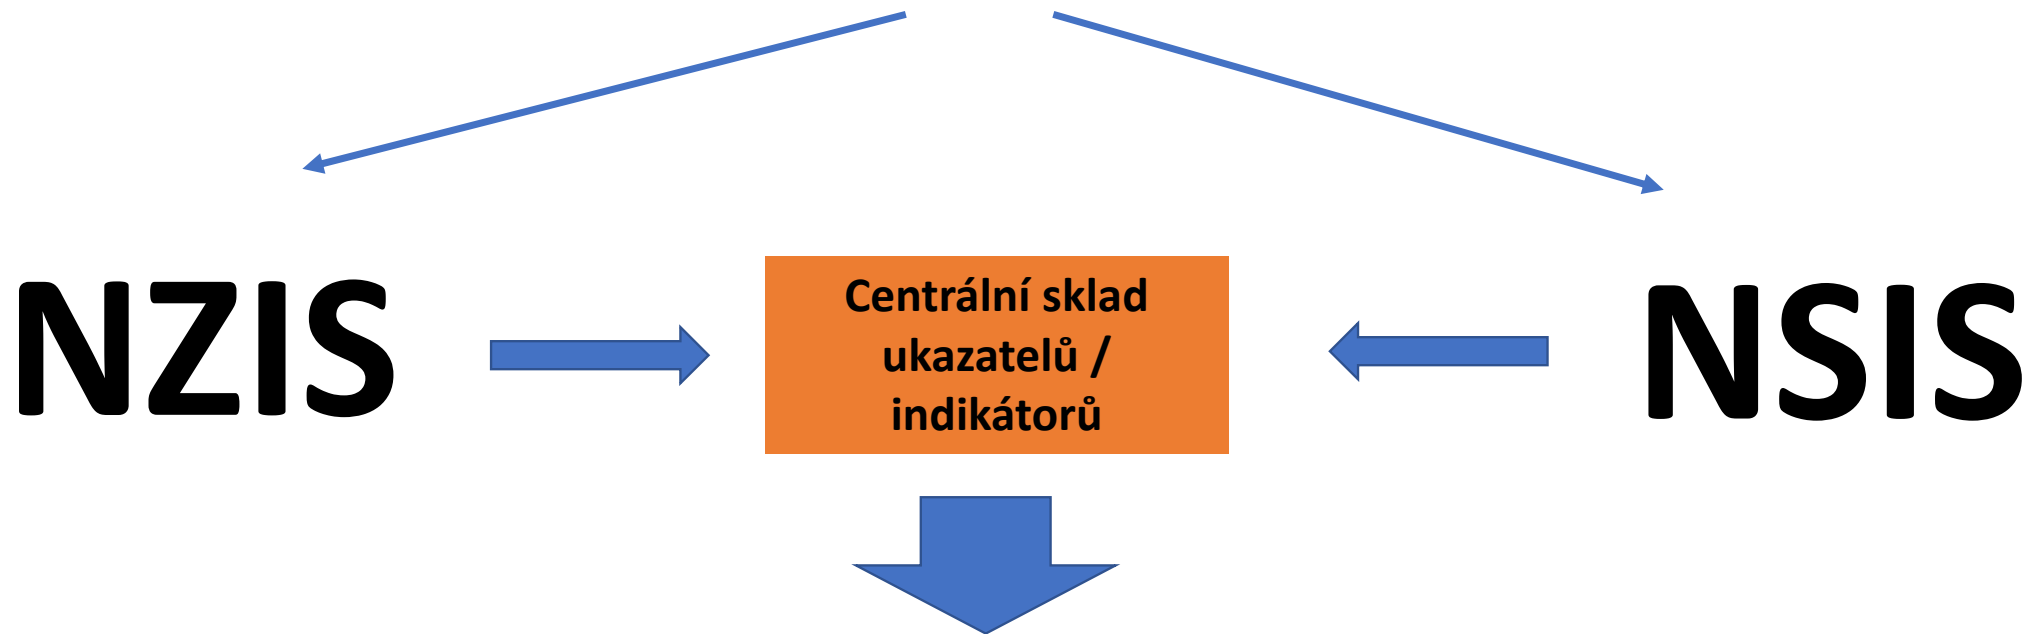 NZIS
Centrální sklad
ukazatelů /
indikátorů
NSIS